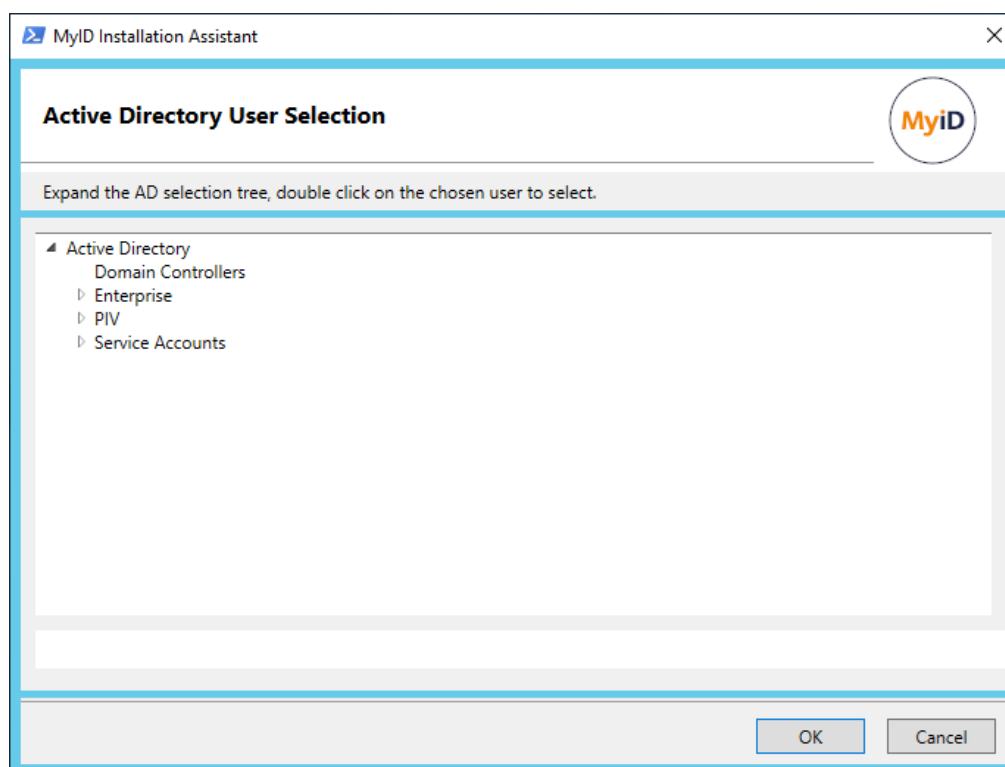 MyID Installation Assistant
Active Directory User Selection
MyiD
Expand the AD selection tree, double click on the chosen user to select.
Active Directory
Domain Controllers
Enterprise
PIV
Service Accounts
OK
Cancel